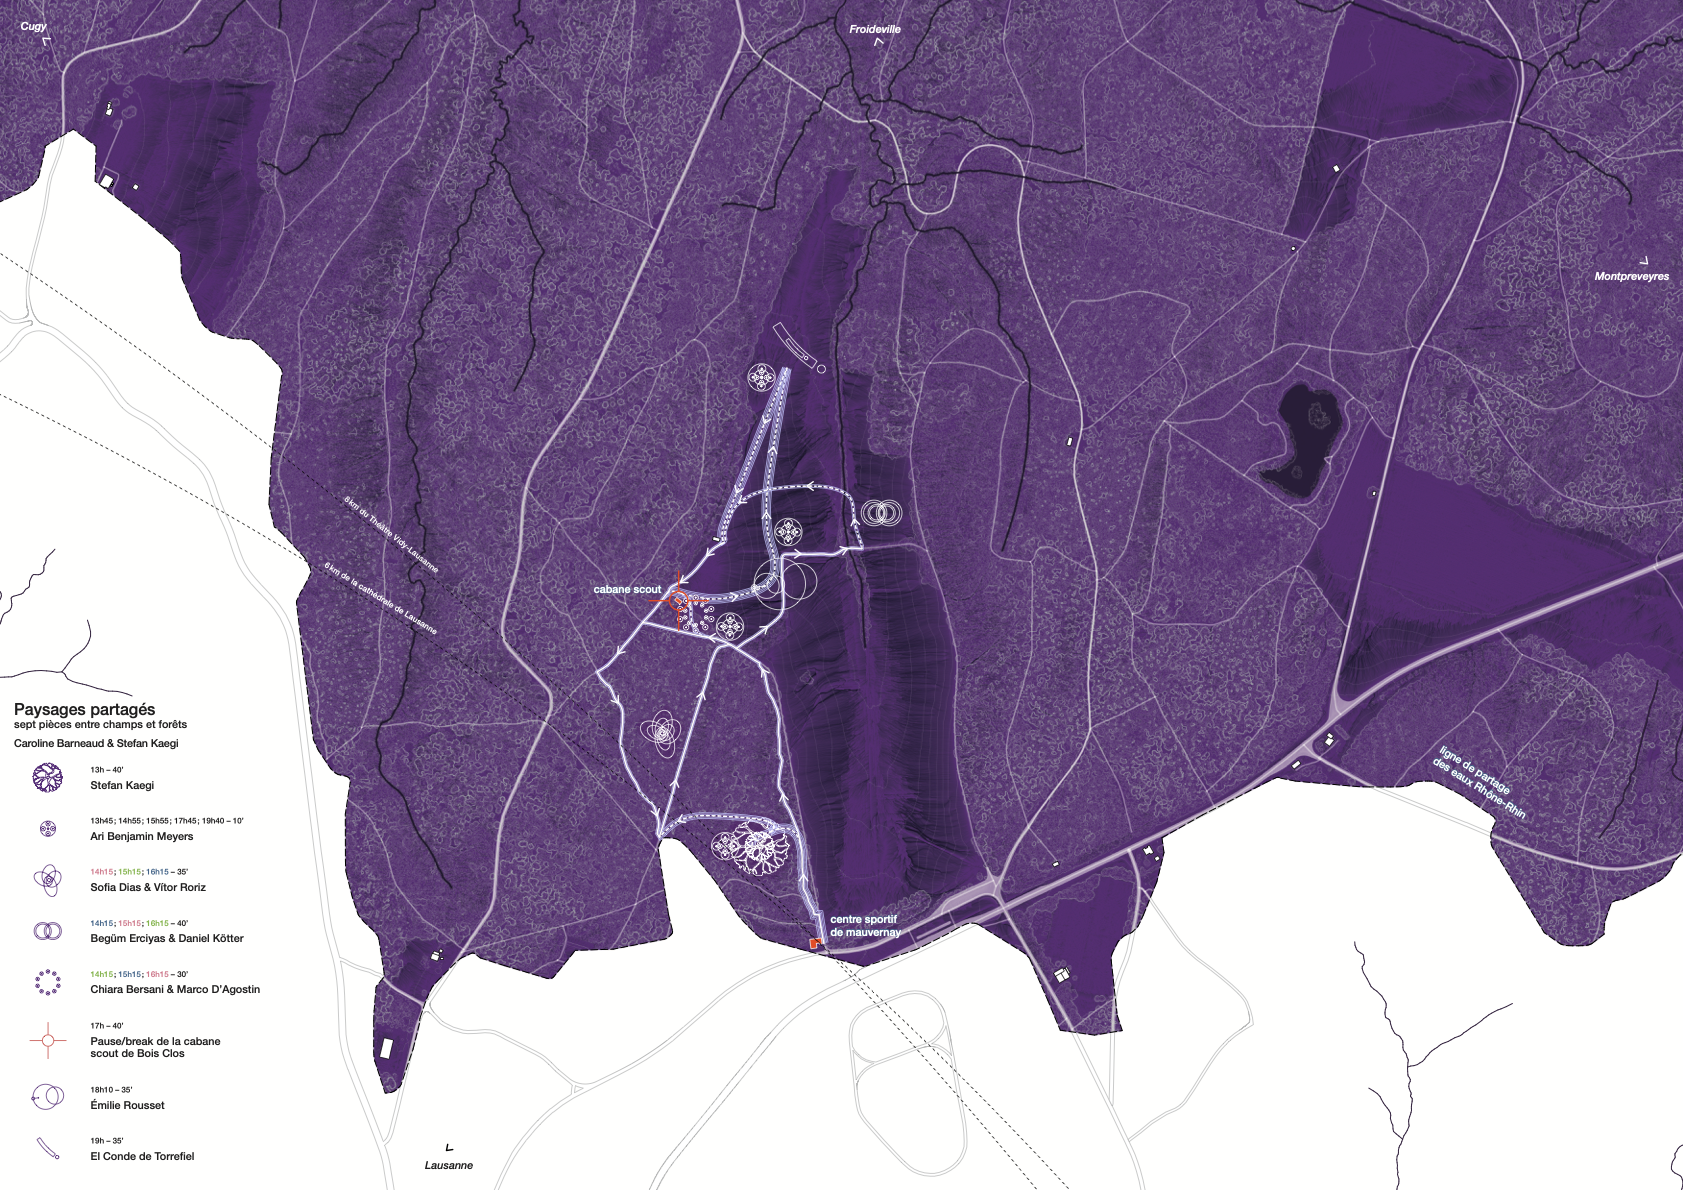 Cugy
Froideville
Montpreveyres
8 km du Théâtre Vidy-Lausanne
6 km de la cathédrale de Lausanne
cabane scout
centre sportif
de mauvernay
ligne de partage
des eaux Rhône-Rhin
Lausanne
Paysages partagés
sept pièces entre champs et forêts
Caroline Barneaud & Stefan Kaegi
13h – 40'
Stefan Kaegi
13h45 ; 14h55 ; 15h55 ; 17h45 ; 19h40 – 10'
Ari Benjamin Meyers
14h15 ; 15h15 ; 16h15 – 35'
Sofia Dias & Vítor Roriz
14h15 ; 15h15 ; 16h15 – 40'
Begüm Erciyas & Daniel Kötter
14h15 ; 15h15 ; 16h15 – 30'
Chiara Bersani & Marco D'Agostin
17h – 40'
Pause/break de la cabane
scout de Bois Clos
18h10 – 35'
Émilie Rousset
19h – 35'
El Conde de Torrefiel